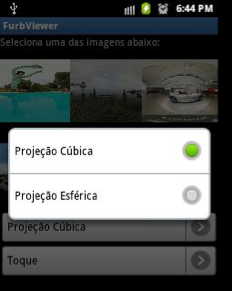 6:44 PM
FurbViewer
Seleciona uma das imagens abaixo:
Projeção Cúbica
Projeção Esférica
Projeção Cúbica
Toque